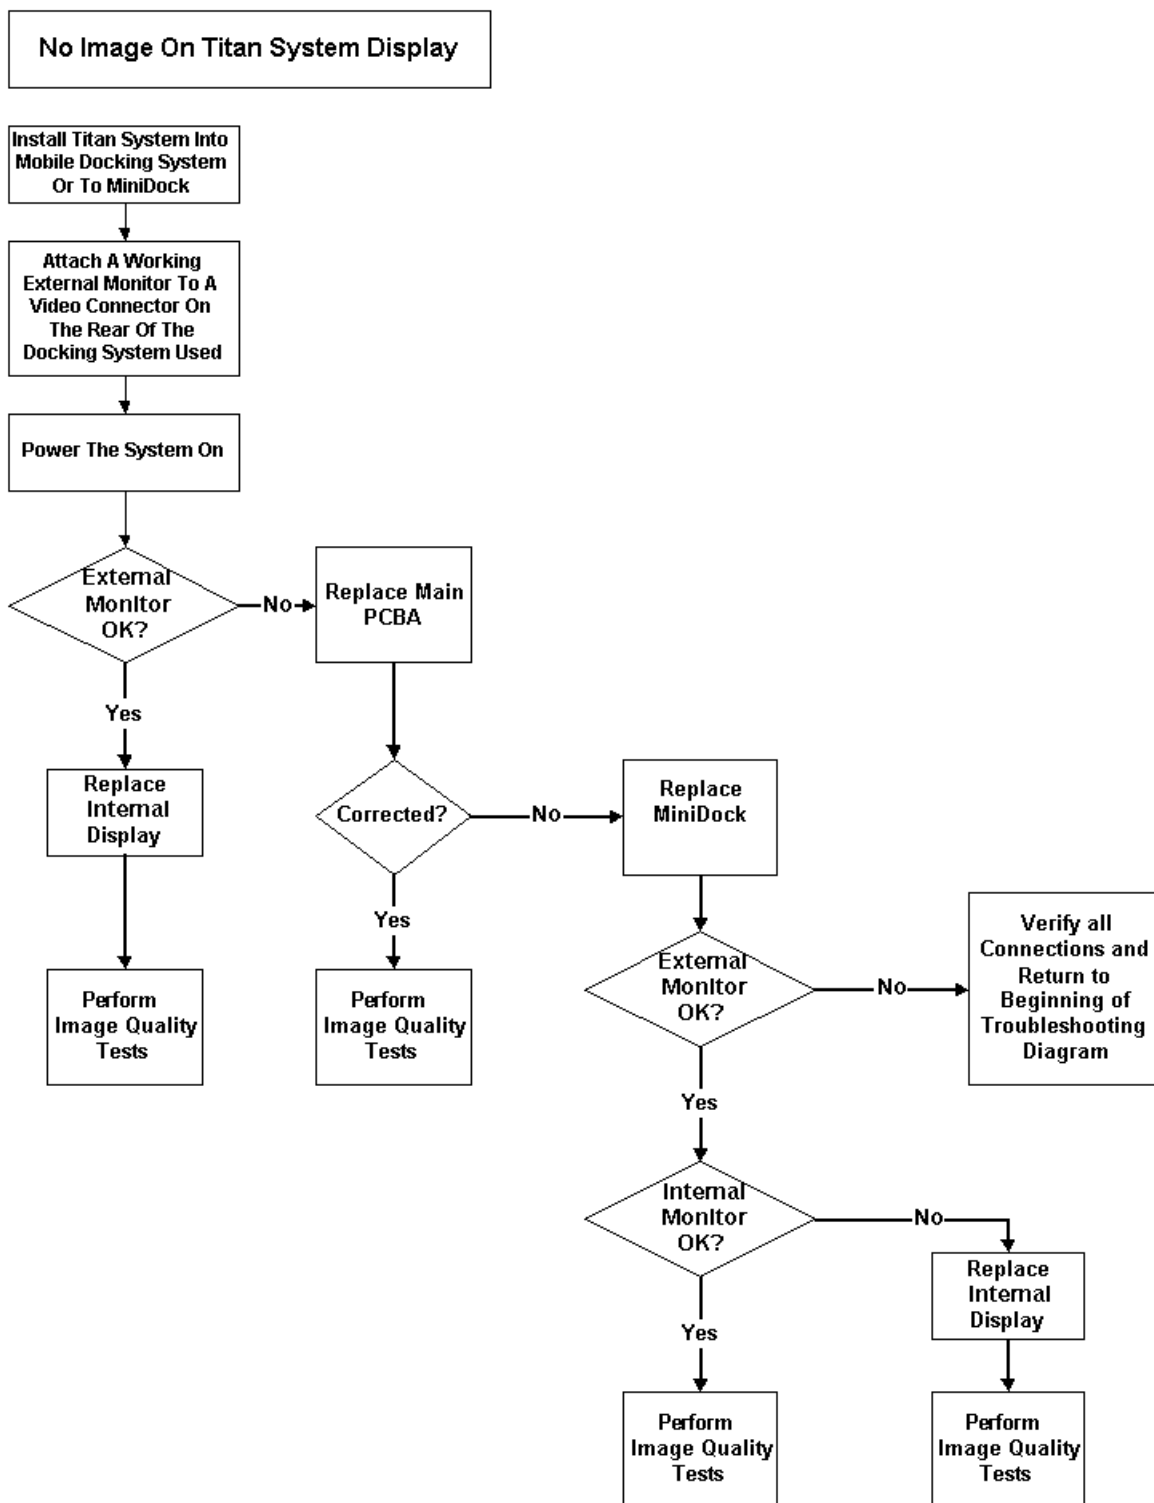 No Image On Titan System Display
Install Titan System Into
Mobile Docking System
Or To MiniDock
Attach A Working
External Monitor To A
Video Connector On
The Rear Of The
Docking System Used
Power The System On
External
Monitor
OK?
No
Replace Main
PCBA
Yes
Replace
Internal
Display
Corrected?
No
Replace
MiniDock
Yes
Perform
Image Quality
Tests
Perform
Image Quality
Tests
External
Monitor
OK?
No
Verify all
Connections and
Return to
Beginning of
Troubleshooting
Diagram
Yes
Internal
Monitor
OK?
No
Replace
Internal
Display
Yes
Perform
Image Quality
Tests
Perform
Image Quality
Tests